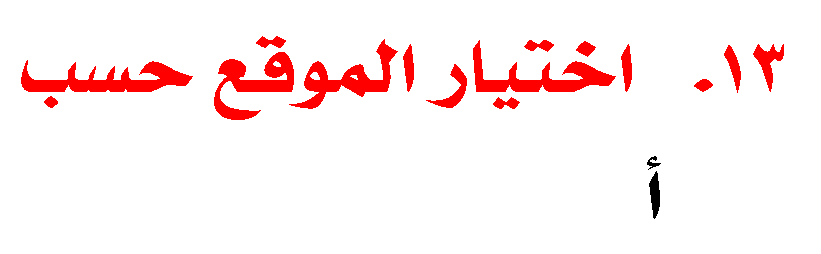 ١٣. اختيار الموقع حسب
أ